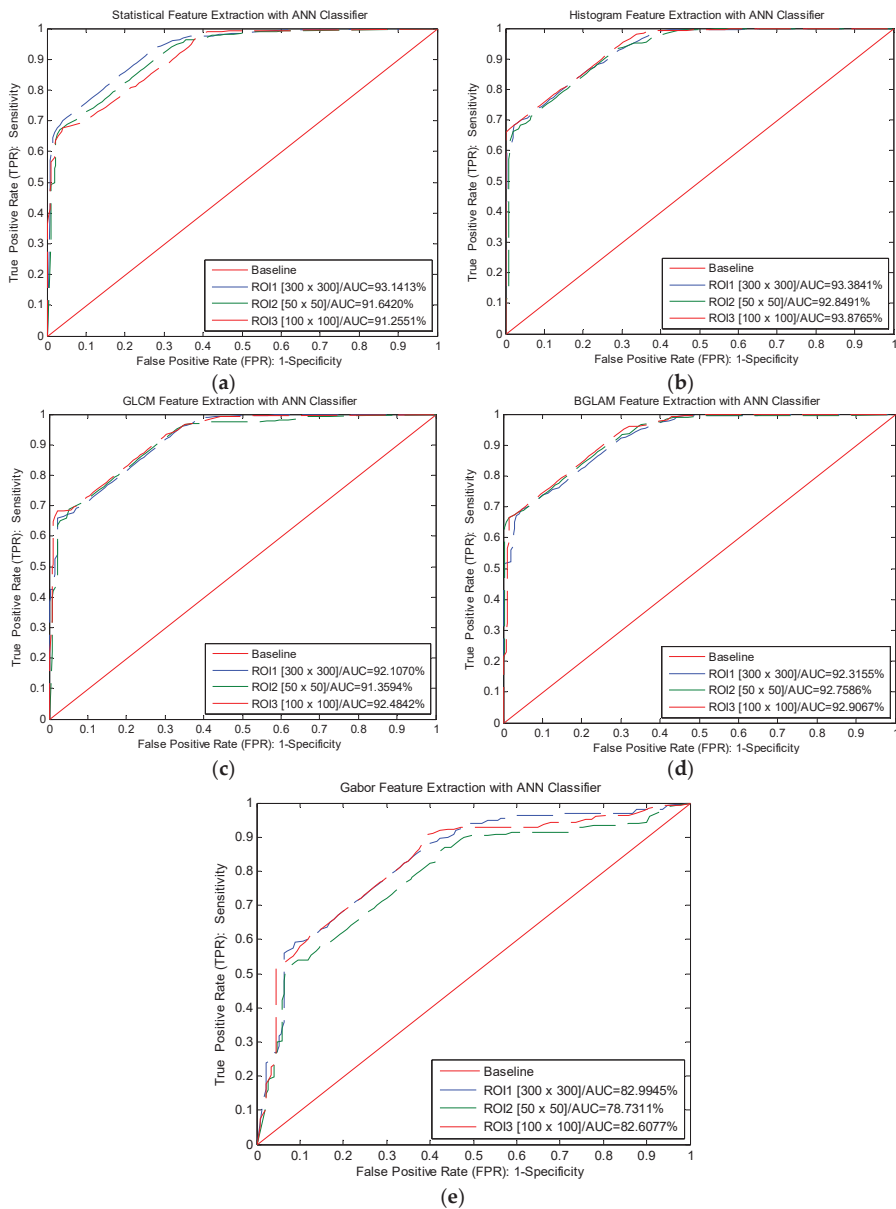 Statistical Feature Extraction with ANN Classifier
1
0.9
0.8
0.7
0.6
0.5
0.4
0.3
0.2
0.1
0
True Positive Rate (TPR): Sensitivity
Baseline
ROI1 [300 x 300]/AUC=93.1413%
ROI2 [50 x 50]/AUC=91.6420%
ROI3 [100 x 100]/AUC=91.2551%
0 0.1 0.2 0.3 0.4 0.5 0.6 0.7 0.8 0.9 1
False Positive Rate (FPR): 1-Specificity
(a)
Histogram Feature Extraction with ANN Classifier
1
0.9
0.8
0.7
0.6
0.5
0.4
0.3
0.2
0.1
0
True Positive Rate (TPR): Sensitivity
Baseline
ROI1 [300 x 300]/AUC=93.3841%
ROI2 [50 x 50]/AUC=92.8491%
ROI3 [100 x 100]/AUC=93.8765%
0 0.1 0.2 0.3 0.4 0.5 0.6 0.7 0.8 0.9 1
False Positive Rate (FPR): 1-Specificity
(b)
GLCM Feature Extraction with ANN Classifier
1
0.9
0.8
0.7
0.6
0.5
0.4
0.3
0.2
0.1
0
True Positive Rate (TPR): Sensitivity
Baseline
ROI1 [300 x 300]/AUC=92.1070%
ROI2 [50 x 50]/AUC=91.3594%
ROI3 [100 x 100]/AUC=92.4842%
0 0.1 0.2 0.3 0.4 0.5 0.6 0.7 0.8 0.9 1
False Positive Rate (FPR): 1-Specificity
(c)
BGLAM Feature Extraction with ANN Classifier
1
0.9
0.8
0.7
0.6
0.5
0.4
0.3
0.2
0.1
0
True Positive Rate (TPR): Sensitivity
Baseline
ROI1 [300 x 300]/AUC=92.3155%
ROI2 [50 x 50]/AUC=92.7586%
ROI3 [100 x 100]/AUC=92.9067%
0 0.1 0.2 0.3 0.4 0.5 0.6 0.7 0.8 0.9 1
False Positive Rate (FPR): 1-Specificity
(d)
Gabor Feature Extraction with ANN Classifier
1
0.9
0.8
0.7
0.6
0.5
0.4
0.3
0.2
0.1
0
True Positive Rate (TPR): Sensitivity
Baseline
ROI1 [300 x 300]/AUC=82.9945%
ROI2 [50 x 50]/AUC=78.7311%
ROI3 [100 x 100]/AUC=82.6077%
0 0.1 0.2 0.3 0.4 0.5 0.6 0.7 0.8 0.9 1
False Positive Rate (FPR): 1-Specificity
(e)